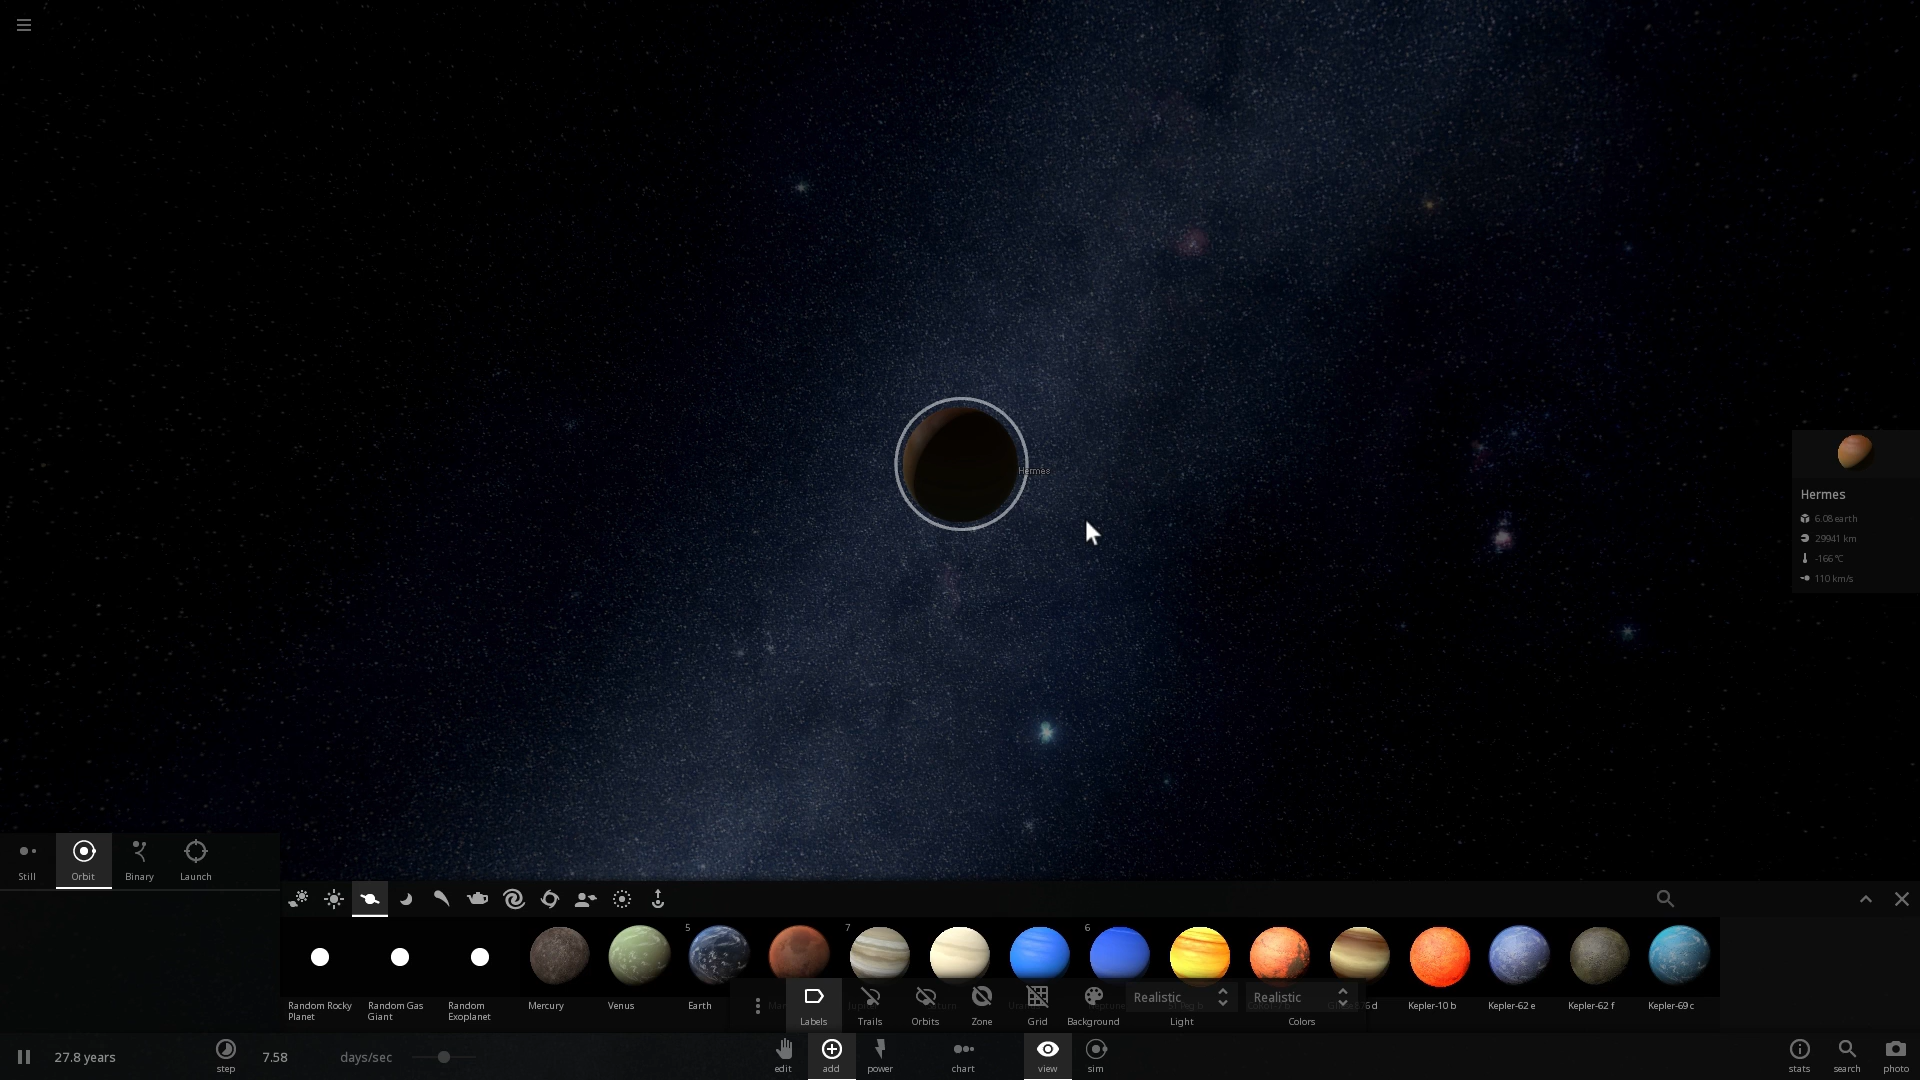 Hermes
Hermes
6.08 earth
29941 km
-166 °C
110 km/s
Still
Orbit
Binary
Launch
5
7
6
Random Rocky
Planet
Random Gas
Giant
Random
Exoplanet
Mercury
Venus
Earth
6 d
Kepler-10 b
Kepler-62 e
Kepler-62 f
Kepler-69 c
Labels
Trails
Orbits
Zone
Grid
Background
Realistic
Light
Realistic
Colors
27.8 years
step
7.58
days/sec
edit
add
power
chart
view
sim
stats
search
photo